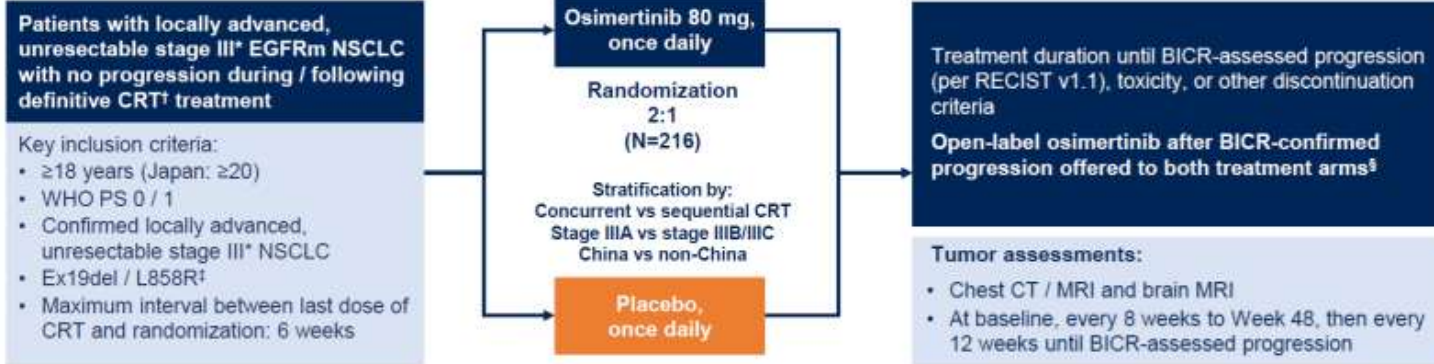 Patients with locally advanced,
unresectable stage III* EGFRm NSCLC
with no progression during / following
definitive CRT† treatment
Key inclusion criteria:
• ≥18 years (Japan: ≥20)
• WHO PS 0 / 1
• Confirmed locally advanced,
unresectable stage III* NSCLC
• Ex19del / L858R‡
• Maximum interval between last dose of
CRT and randomization: 6 weeks
Osimertinib 80 mg,
once daily
Randomization
2:1
(N=216)
Stratification by:
Concurrent vs sequential CRT
Stage IIIA vs stage IIIB/IIIC
China vs non-China
Placebo,
once daily
Treatment duration until BICR-assessed progression
(per RECIST v1.1), toxicity, or other discontinuation
criteria
Open-label osimertinib after BICR-confirmed
progression offered to both treatment arms§
Tumor assessments:
• Chest CT / MRI and brain MRI
• At baseline, every 8 weeks to Week 48, then every
12 weeks until BICR-assessed progression